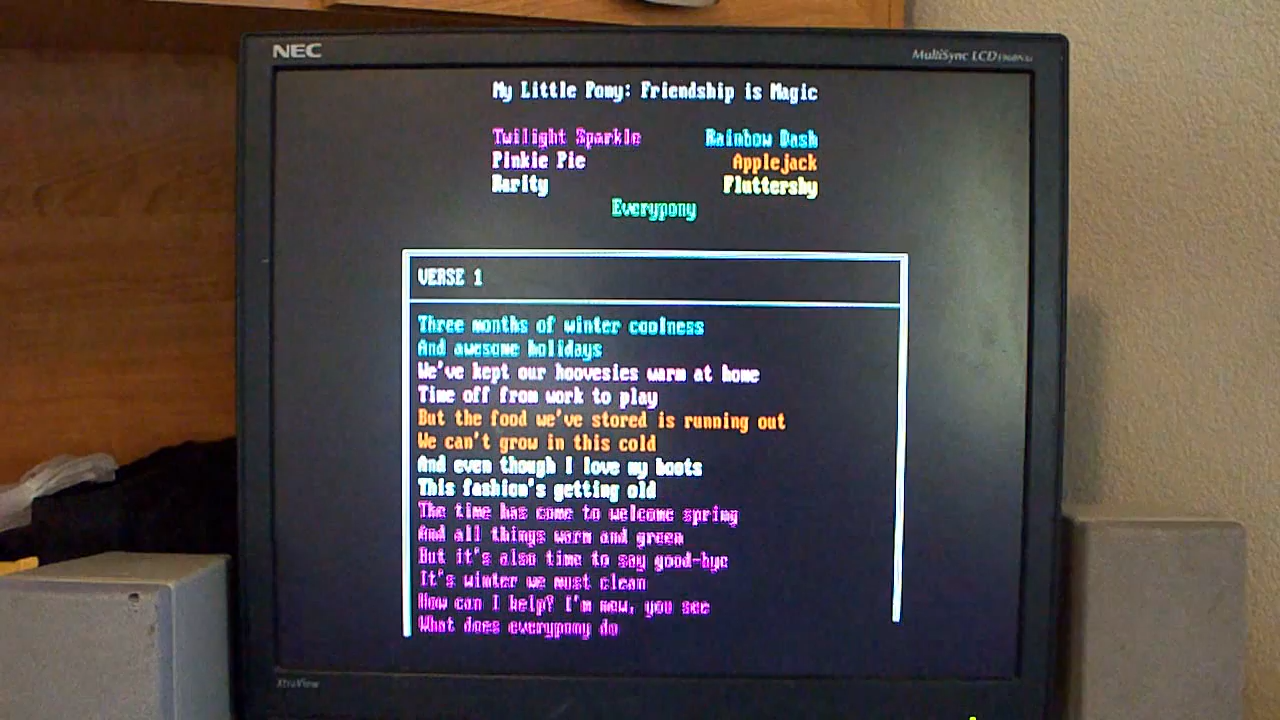 NEC
MultiSync LCD
My Little Pony: Friendship is Magic
Twilight Sparkle Rainbow Dash
Pinkie Pie Applejack
Rarity Fluttershy
Everypony
VERSE 1
Three months of winter coolness
And awesome holidays
We've kept our hoovesies warm at home
Time off from work to play
But the food we've stored is running out
We can't grow in this cold
And even though I love my boots
This fashion's getting old
The time has come to welcome spring
And all things warm and green
But it's also time to say good-bye
It's winter we must clean
How can I help? I'm new, you see
What does everypony do
XtraView